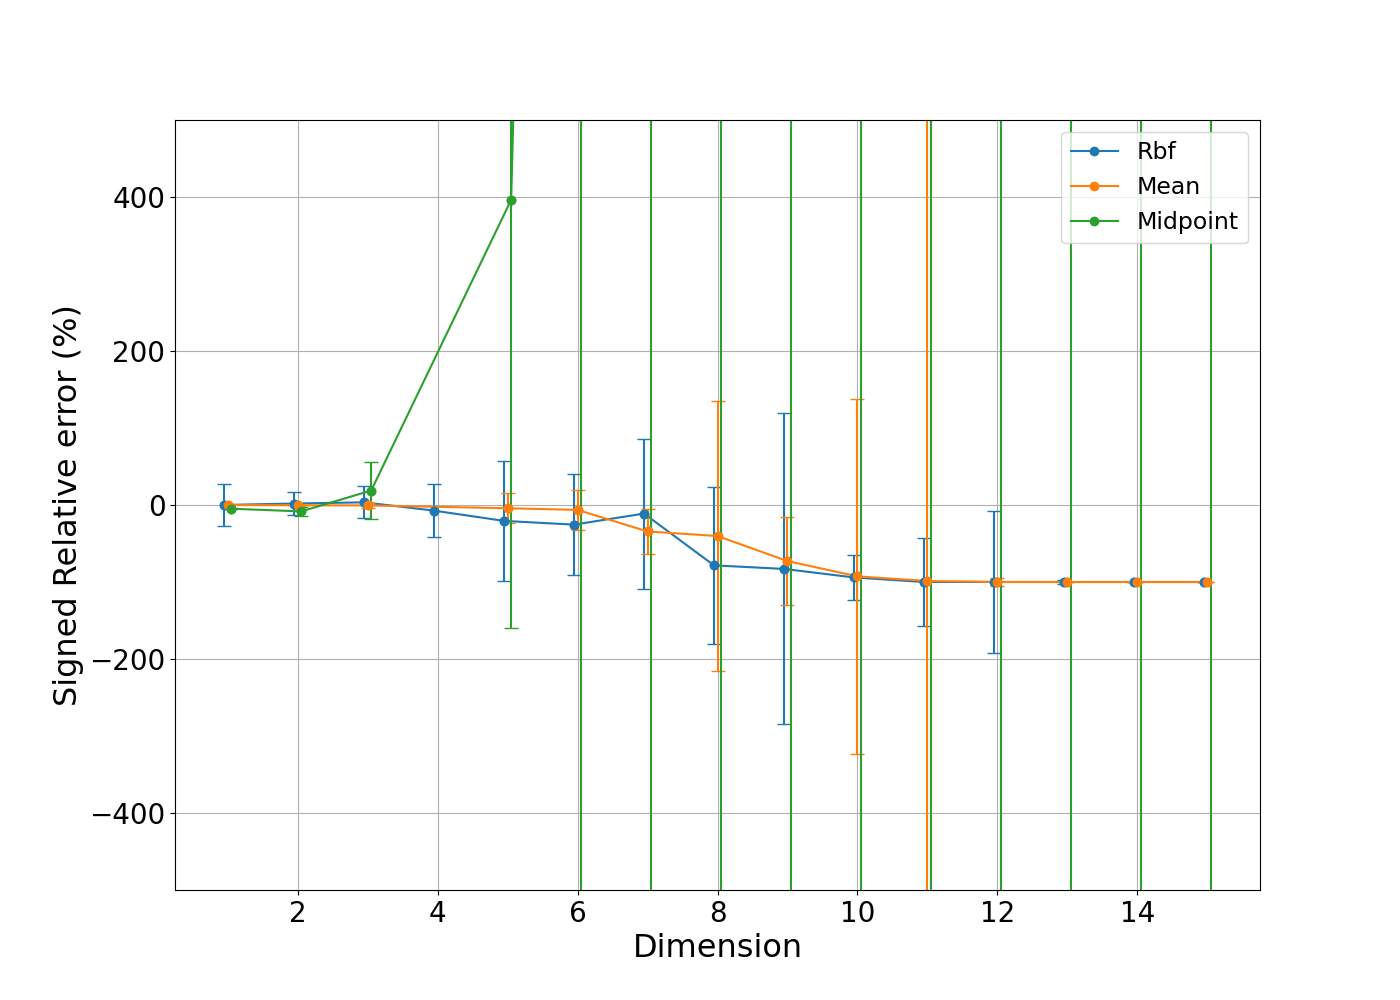 Signed Relative error (%)
400
200
0
−200
−400
2 4 6 8 10 12 14
Dimension
Rbf
Mean
Midpoint